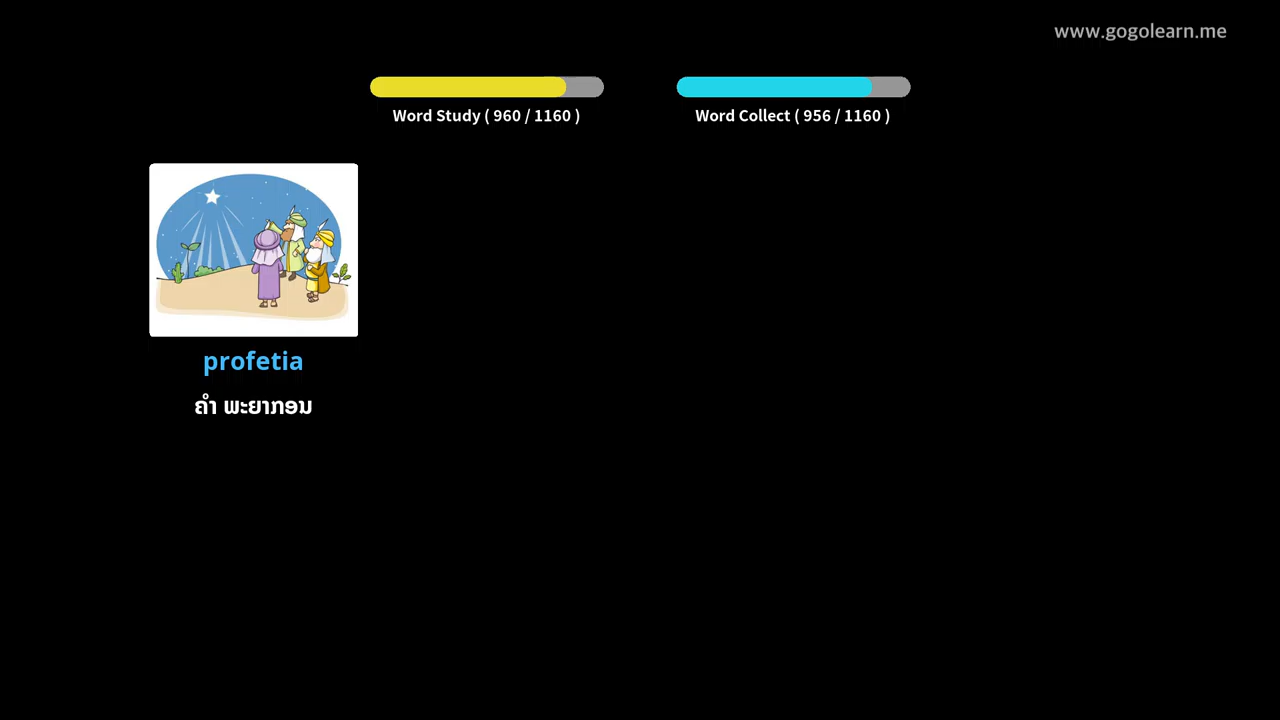 www.gogolearn.me
Word Study ( 960 / 1160 )
Word Collect ( 956 / 1160 )
profetia
ຄຳ ພະຍາກອນ